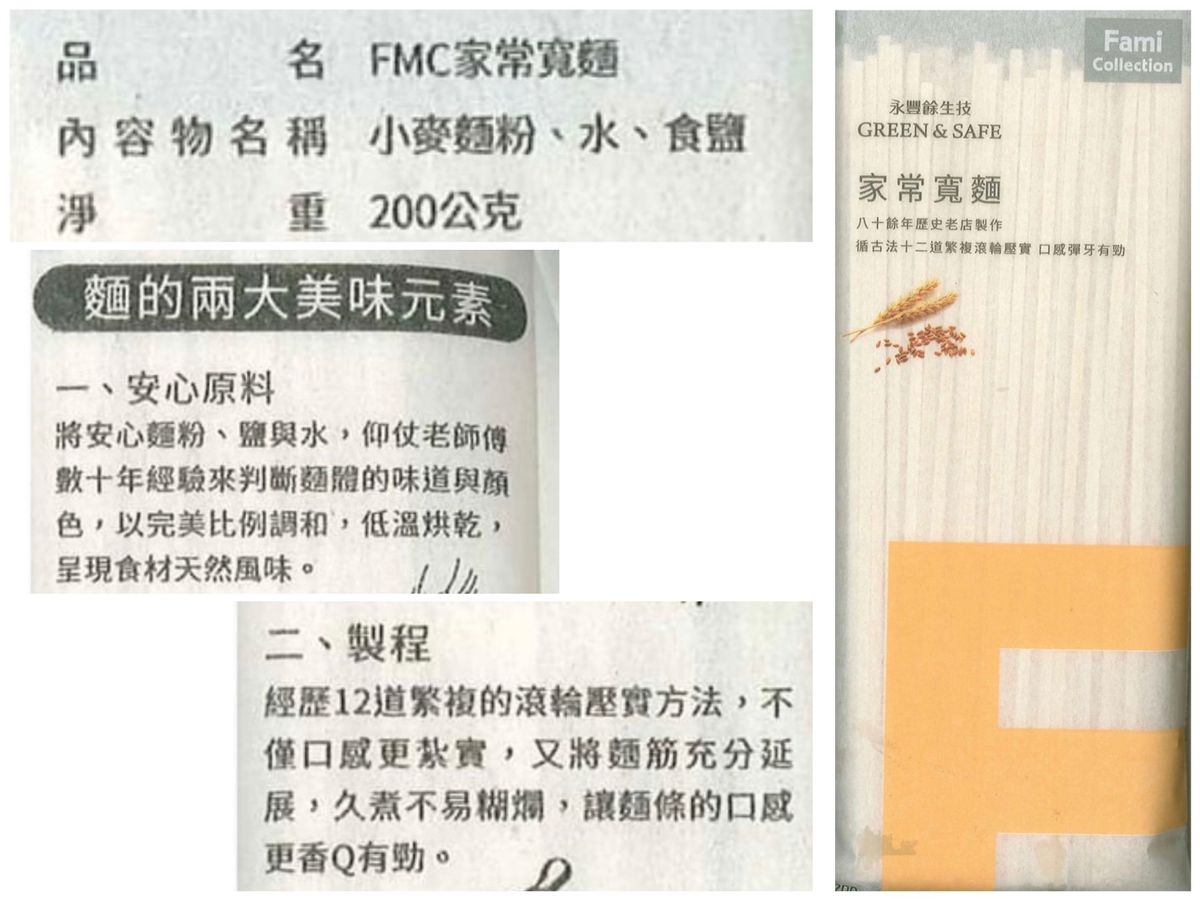 品名 FMC家常寬麵
內容物名稱 小麥麵粉、水、食鹽
淨重 200公克
麵的兩大美味元素
一、安心原料
將安心麵粉、鹽與水，仰仗老師傅
數十年經驗來判斷麵體的味道與顏
色，以完美比例調和，低溫烘乾，
呈現食材天然風味。
二、製程
經歷12道繁複的滾輪壓實方法，不
僅口感更紮實，又將麵筋充分延
展，久煮不易糊爛，讓麵條的口感
更香Q有勁。
Fami
Collection
永豐餘生技
GREEN & SAFE
家常寬麵
八十餘年歷史老店製作
循古法十二道繁複滾輪壓實 口感彈牙有勁